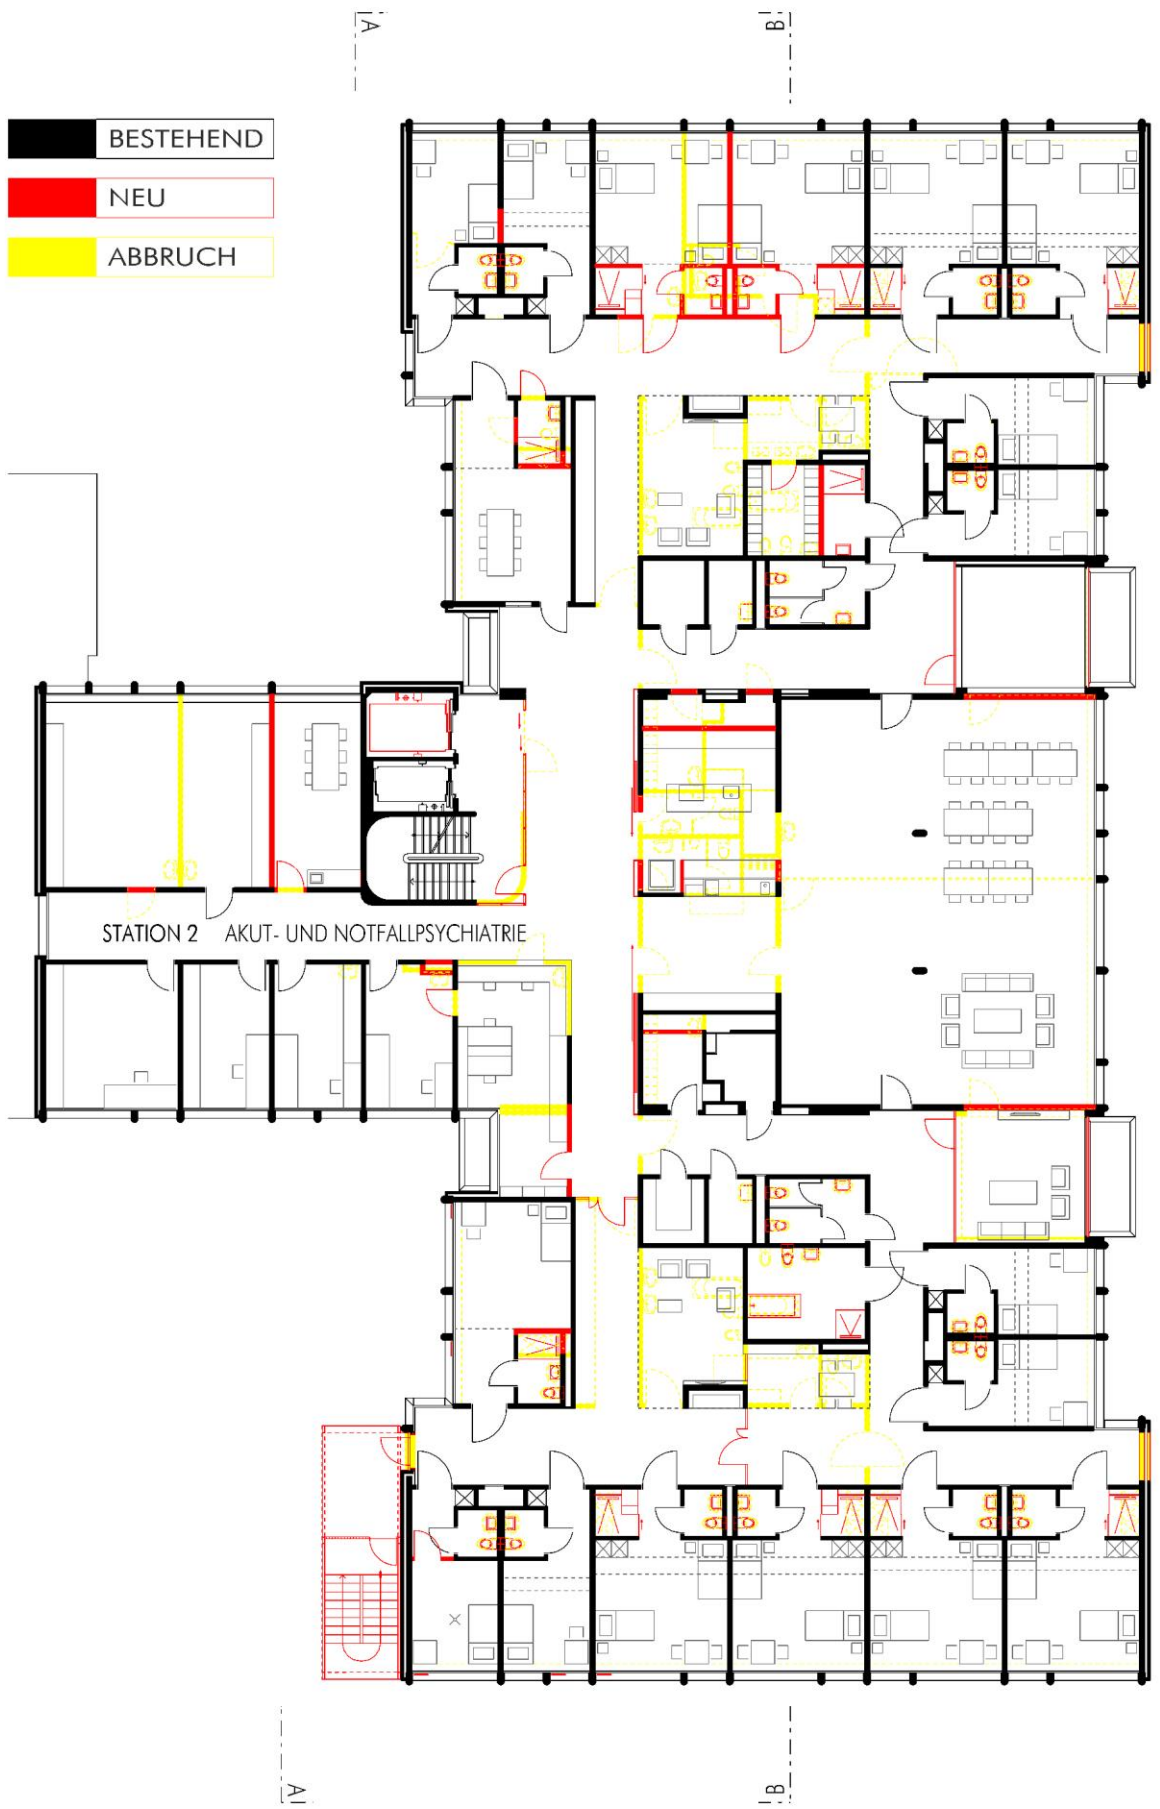 A
B
BESTEHEND
NEU
ABBRUCH
STATION 2 AKUT- UND NOTFALLPSYCHIATRIE
A
B